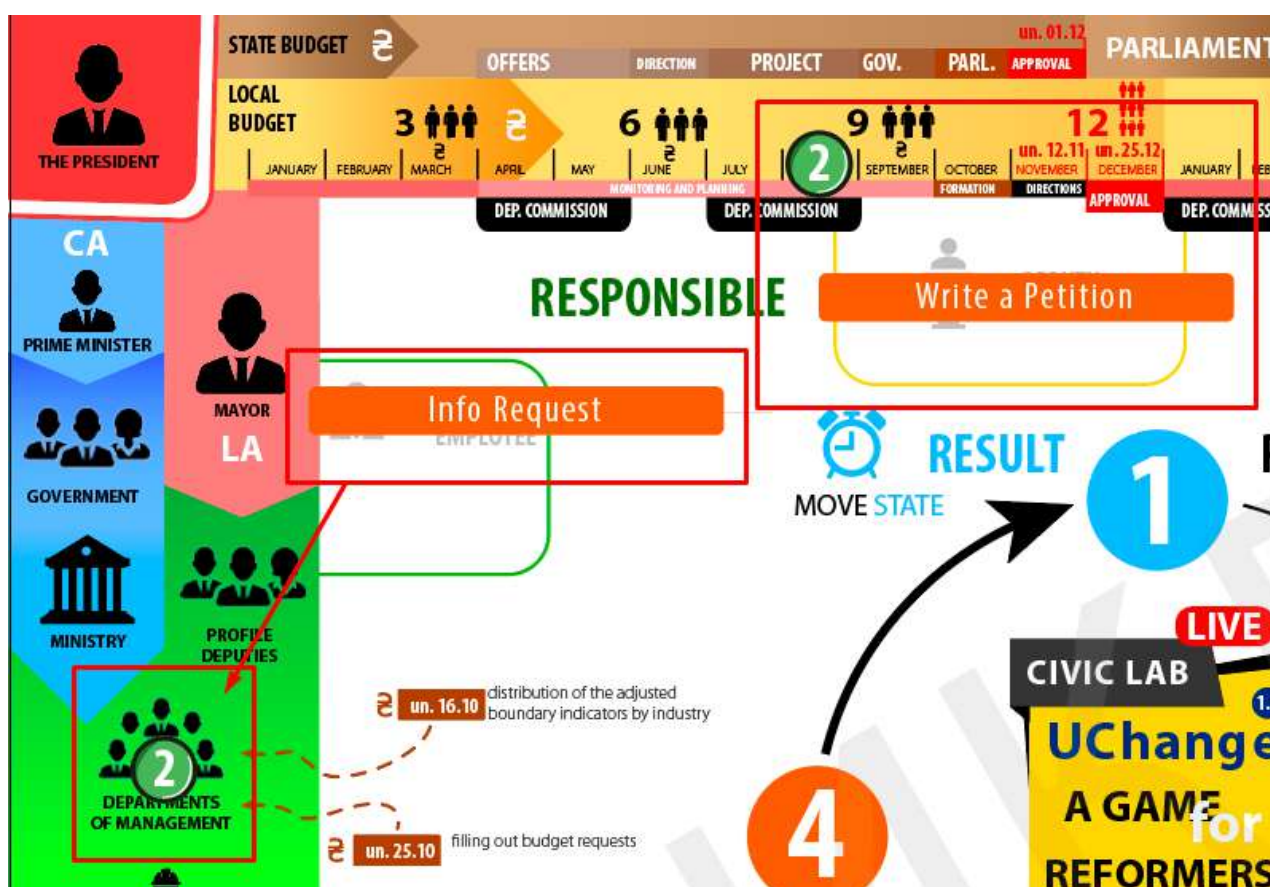 STATE BUDGET ₴
un. 01.12
PARLIAMENT
OFFERS
DIRECTION
PROJECT
GOV.
PARL.
APPROVAL
LOCAL
BUDGET
3
₴
6
9
12
₴
₴
₴
un. 12.11
un.25.12
JANUARY
FEBRUARY
MARCH
APRIL
MAY
JUNE
JULY
2
SEPTEMBER
OCTOBER
NOVEMBER
DECEMBER
JANUARY
MONITORING AND PLANNING
FORMATION
DIRECTIONS
APPROVAL
DEP. COMMISSION
DEP. COMMISSION
DEP. COMMISS
THE PRESIDENT
CA
PRIME MINISTER
GOVERNMENT
MINISTRY
MAYOR
LA
PROFILE
DEPUTIES
2
DEPARTMENTS
OF MANAGEMENT
RESPONSIBLE
Write a Petition
Info Request
EMPLOYEE
RESULT
MOVE STATE
1
₴ un. 16.10
distribution of the adjusted
boundary indicators by industry
₴ un. 25.10
filling out budget requests
4
LIVE
CIVIC LAB
1.
UChange
A GAME
for
REFORMERS